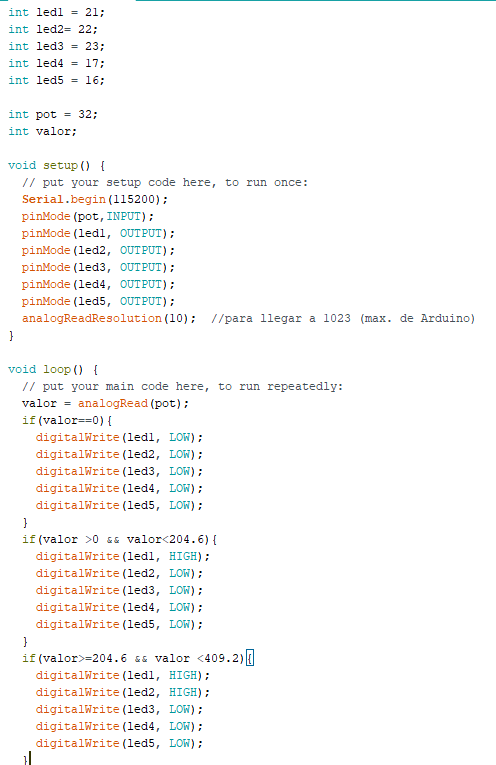 int led1 = 21;
int led2= 22;
int led3 = 23;
int led4 = 17;
int led5 = 16;

int pot = 32;
int valor;

void setup() {
  // put your setup code here, to run once:
  Serial.begin(115200);
  pinMode(pot,INPUT);
  pinMode(led1, OUTPUT);
  pinMode(led2, OUTPUT);
  pinMode(led3, OUTPUT);
  pinMode(led4, OUTPUT);
  pinMode(led5, OUTPUT);
  analogReadResolution(10);  //para llegar a 1023 (max. de Arduino)
}

void loop() {
  // put your main code here, to run repeatedly:
  valor = analogRead(pot);
  if(valor==0){
    digitalWrite(led1, LOW);
    digitalWrite(led2, LOW);
    digitalWrite(led3, LOW);
    digitalWrite(led4, LOW);
    digitalWrite(led5, LOW);
  }
  if(valor >0 && valor<204.6){
    digitalWrite(led1, HIGH);
    digitalWrite(led2, LOW);
    digitalWrite(led3, LOW);
    digitalWrite(led4, LOW);
    digitalWrite(led5, LOW);
  }
  if(valor>=204.6 && valor <409.2){
    digitalWrite(led1, HIGH);
    digitalWrite(led2, HIGH);
    digitalWrite(led3, LOW);
    digitalWrite(led4, LOW);
    digitalWrite(led5, LOW);
  }